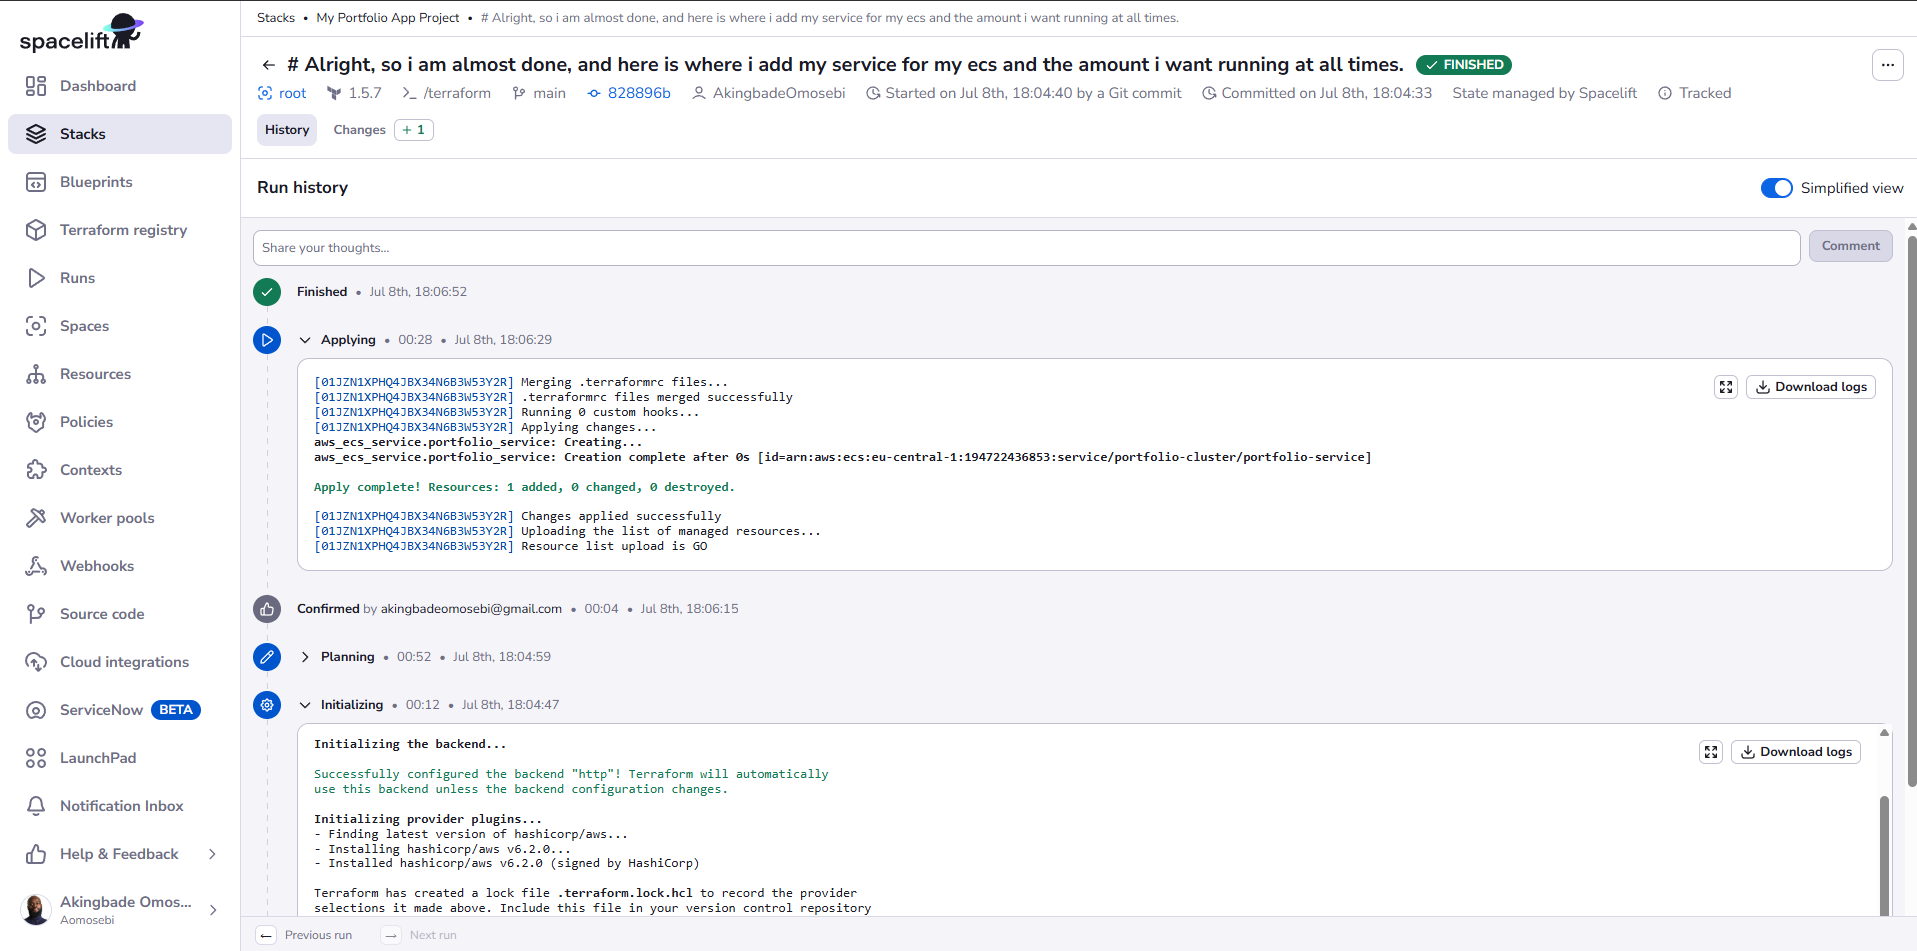 spacelift
Dashboard
Stacks
Blueprints
Terraform registry
Runs
Spaces
Resources
Policies
Contexts
Worker pools
Webhooks
Source code
Cloud integrations
ServiceNow BETA
LaunchPad
Notification Inbox
Help & Feedback
Akingbade Omos...
Aomosebi
Stacks • My Portfolio App Project • # Alright, so i am almost done, and here is where i add my service for my ecs and the amount i want running at all times.
# Alright, so i am almost done, and here is where i add my service for my ecs and the amount i want running at all times. FINISHED
root 1.5.7 /terraform main 828896b AkingbadeOmosebi Started on Jul 8th, 18:04:40 by a Git commit Committed on Jul 8th, 18:04:33 State managed by Spacelift Tracked
History Changes + 1
Run history Simplified view
Share your thoughts... Comment
Finished • Jul 8th, 18:06:52
Applying • 00:28 • Jul 8th, 18:06:29
Download logs
[01JZN1XPHQ4JBX34N6B3W53Y2R] Merging .terraformrc files...
[01JZN1XPHQ4JBX34N6B3W53Y2R] .terraformrc files merged successfully
[01JZN1XPHQ4JBX34N6B3W53Y2R] Running 0 custom hooks...
[01JZN1XPHQ4JBX34N6B3W53Y2R] Applying changes...
aws_ecs_service.portfolio_service: Creating...
aws_ecs_service.portfolio_service: Creation complete after 0s [id=arn:aws:ecs:eu-central-1:194722436853:service/portfolio-cluster/portfolio-service]
Apply complete! Resources: 1 added, 0 changed, 0 destroyed.
[01JZN1XPHQ4JBX34N6B3W53Y2R] Changes applied successfully
[01JZN1XPHQ4JBX34N6B3W53Y2R] Uploading the list of managed resources...
[01JZN1XPHQ4JBX34N6B3W53Y2R] Resource list upload is GO
Confirmed by akingbadeomosebi@gmail.com • 00:04 • Jul 8th, 18:06:15
Planning • 00:52 • Jul 8th, 18:04:59
Initializing • 00:12 • Jul 8th, 18:04:47
Download logs
Initializing the backend...
Successfully configured the backend "http"! Terraform will automatically
use this backend unless the backend configuration changes.
Initializing provider plugins...
- Finding latest version of hashicorp/aws...
- Installing hashicorp/aws v6.2.0...
- Installed hashicorp/aws v6.2.0 (signed by HashiCorp)
Terraform has created a lock file .terraform.lock.hcl to record the provider
selections it made above. Include this file in your version control repository
Previous run Next run